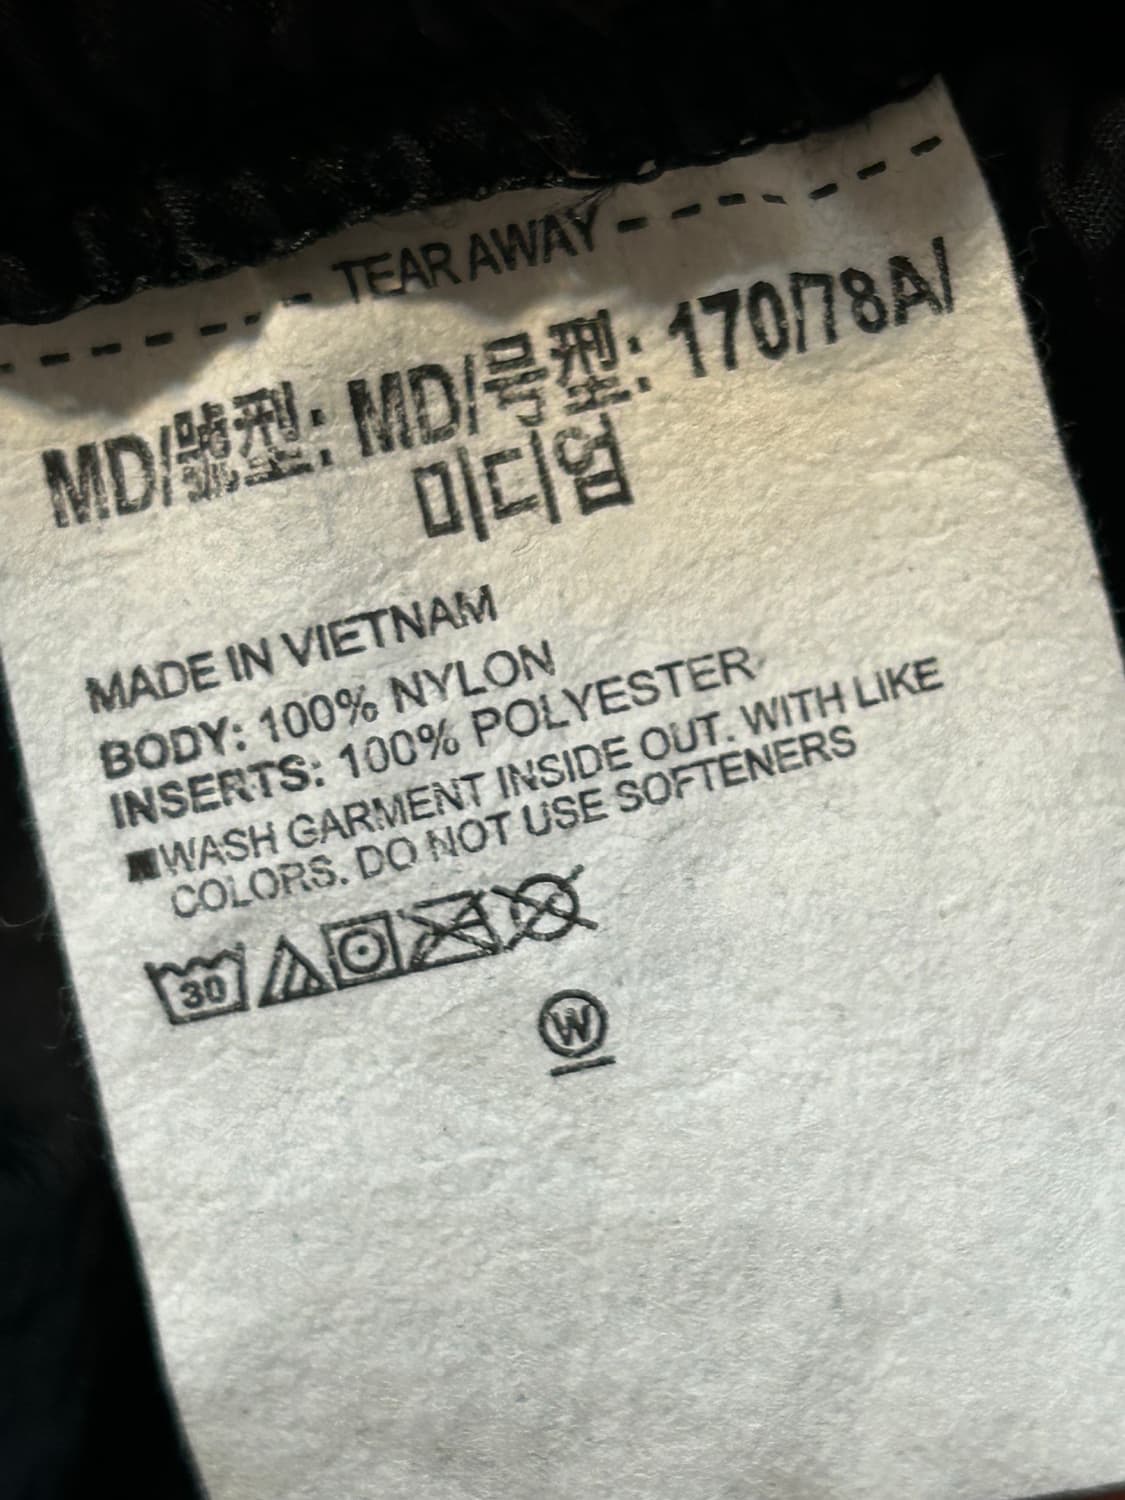 TEAR AWAY
MD/號型: MD/号型: 170/78A/
미디엄
MADE IN VIETNAM
BODY: 100% NYLON
INSERTS: 100% POLYESTER
■WASH GARMENT INSIDE OUT. WITH LIKE
COLORS. DO NOT USE SOFTENERS
30
W